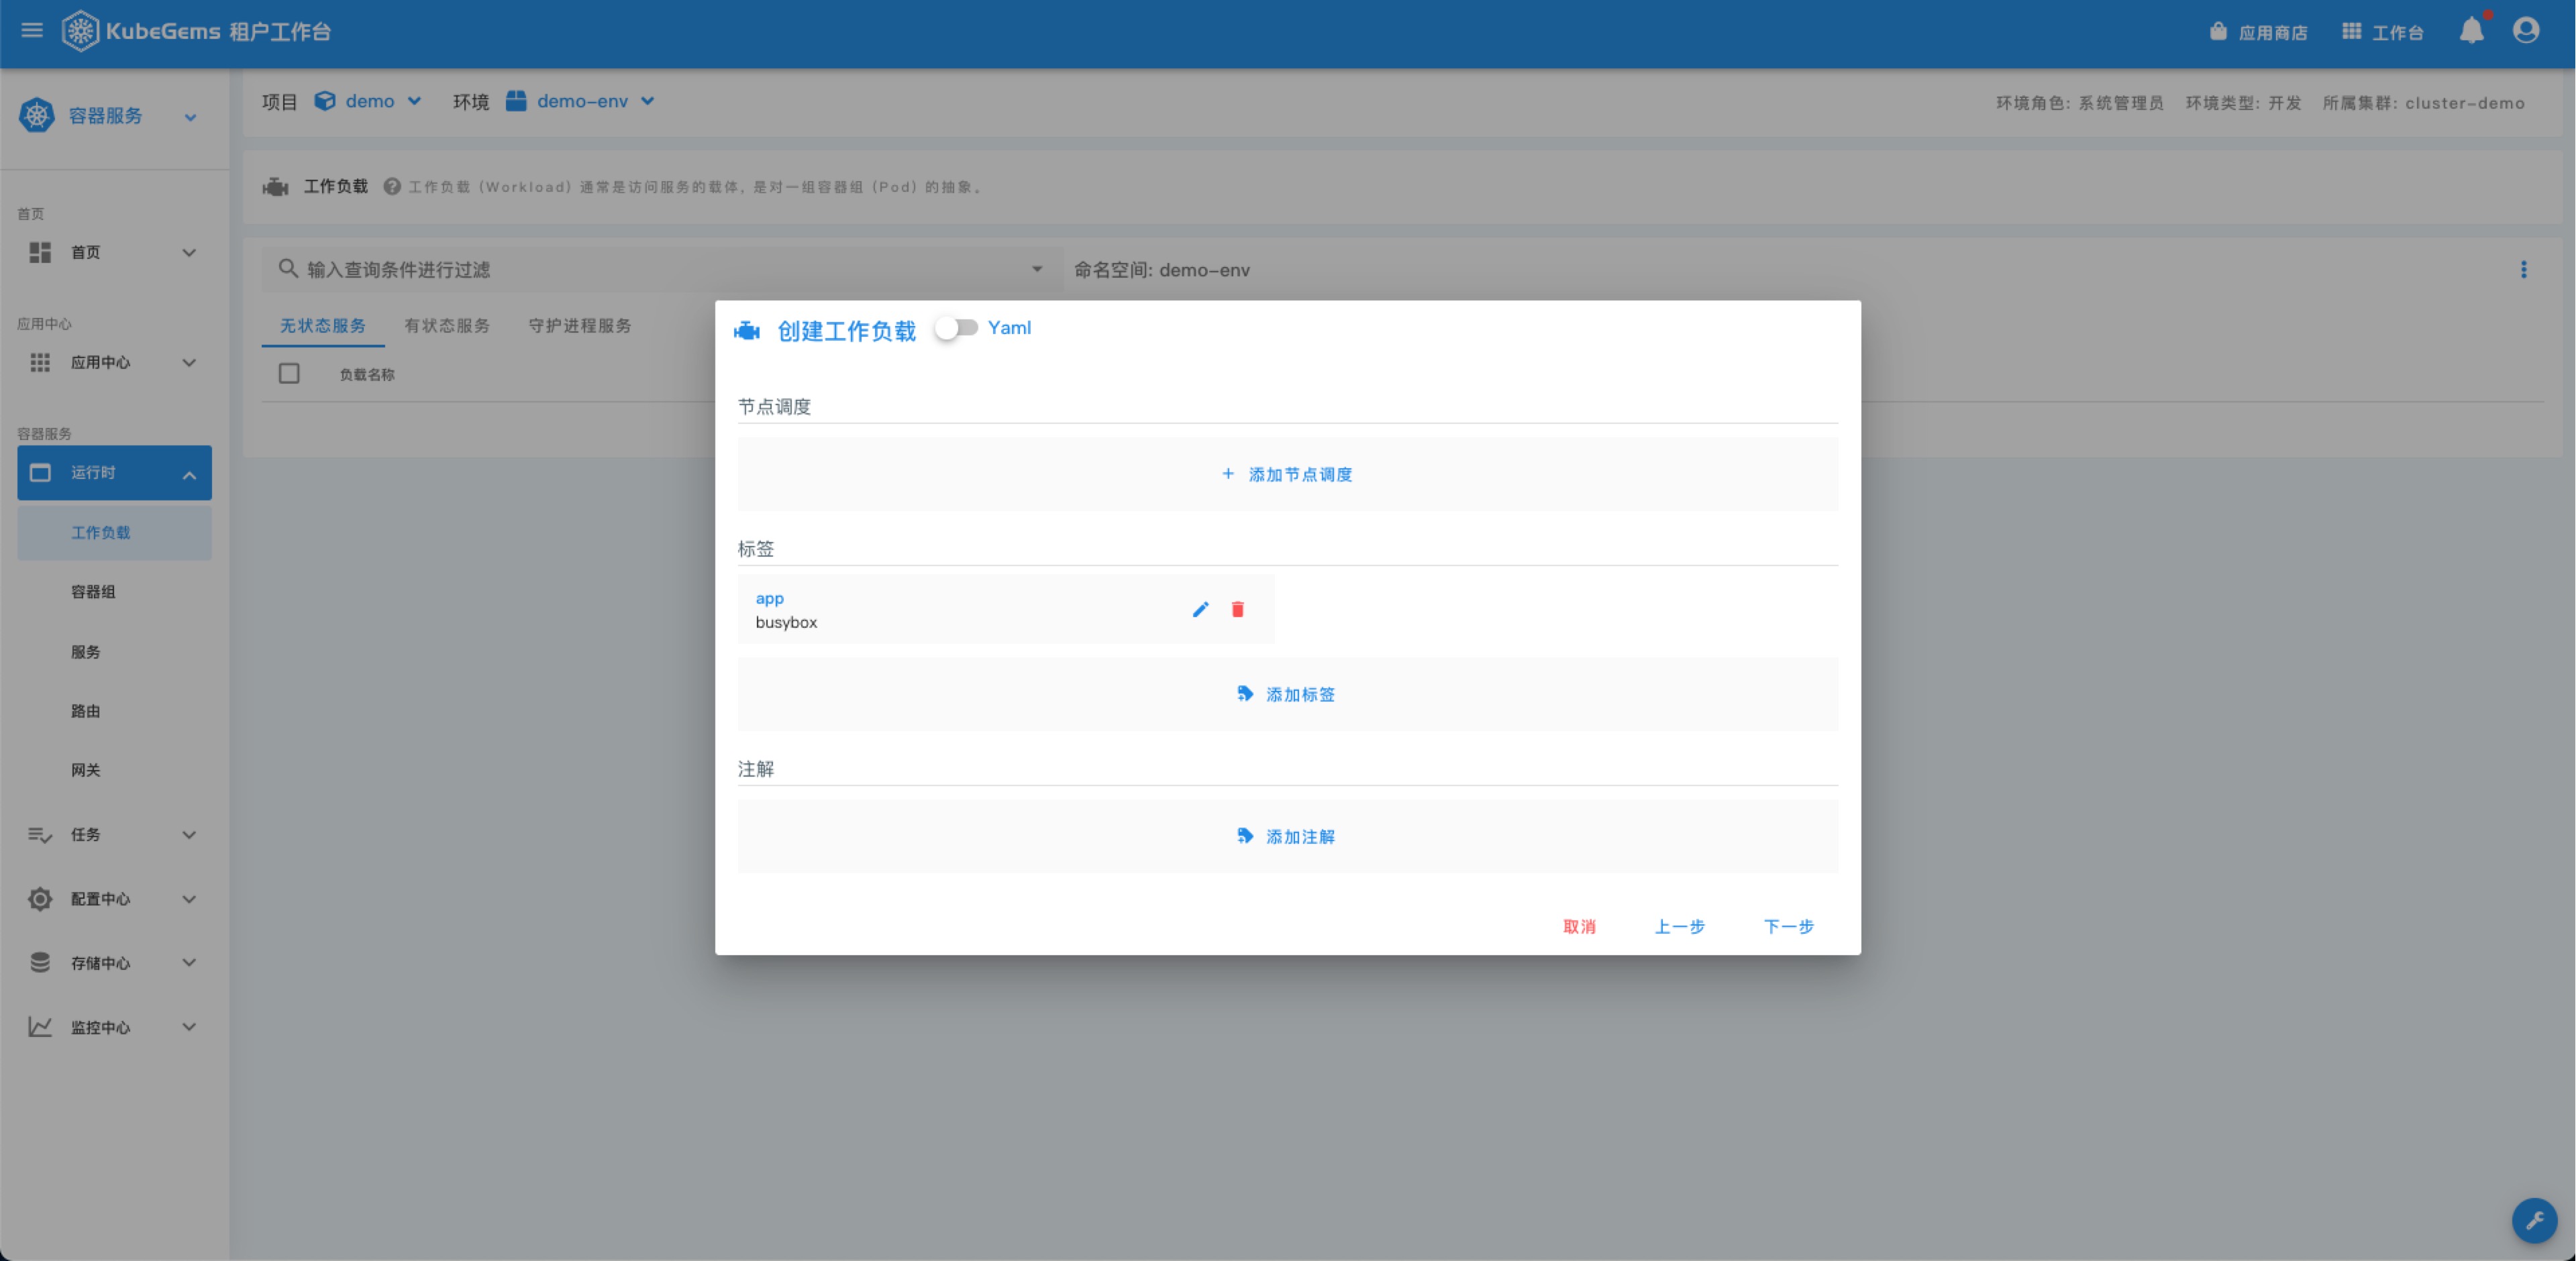 KubeGems 租户工作台
应用商店
工作台
容器服务
项目 demo 环境 demo-env
环境角色: 系统管理员 环境类型: 开发 所属集群: cluster-demo
工作负载 工作负载 (Workload) 通常是访问服务的载体, 是对一组容器组 (Pod) 的抽象。
首页
首页
应用中心
应用中心
容器服务
运行时
工作负载
容器组
服务
路由
网关
任务
配置中心
存储中心
监控中心
输入查询条件进行过滤
命名空间: demo-env
无状态服务 有状态服务 守护进程服务
负载名称
创建工作负载 Yaml
节点调度
+ 添加节点调度
标签
app
busybox
添加标签
注解
添加注解
取消 上一步 下一步